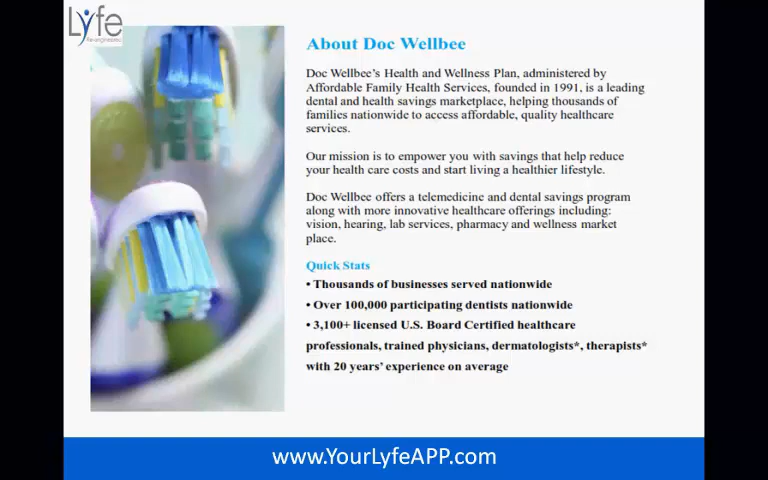 Lyfe
About Doc Wellbee
Doc Wellbee's Health and Wellness Plan, administered by
Affordable Family Health Services, founded in 1991, is a leading
dental and health savings marketplace, helping thousands of
families nationwide to access affordable, quality healthcare
services.
Our mission is to empower you with savings that help reduce
your health care costs and start living a healthier lifestyle.
Doc Wellbee offers a telemedicine and dental savings program
along with more innovative healthcare offerings including:
vision, hearing, lab services, pharmacy and wellness market
place.
Quick Stats
• Thousands of businesses served nationwide
• Over 100,000 participating dentists nationwide
• 3,100+ licensed U.S. Board Certified healthcare
professionals, trained physicians, dermatologists*, therapists*
with 20 years' experience on average
www.YourLyfeAPP.com